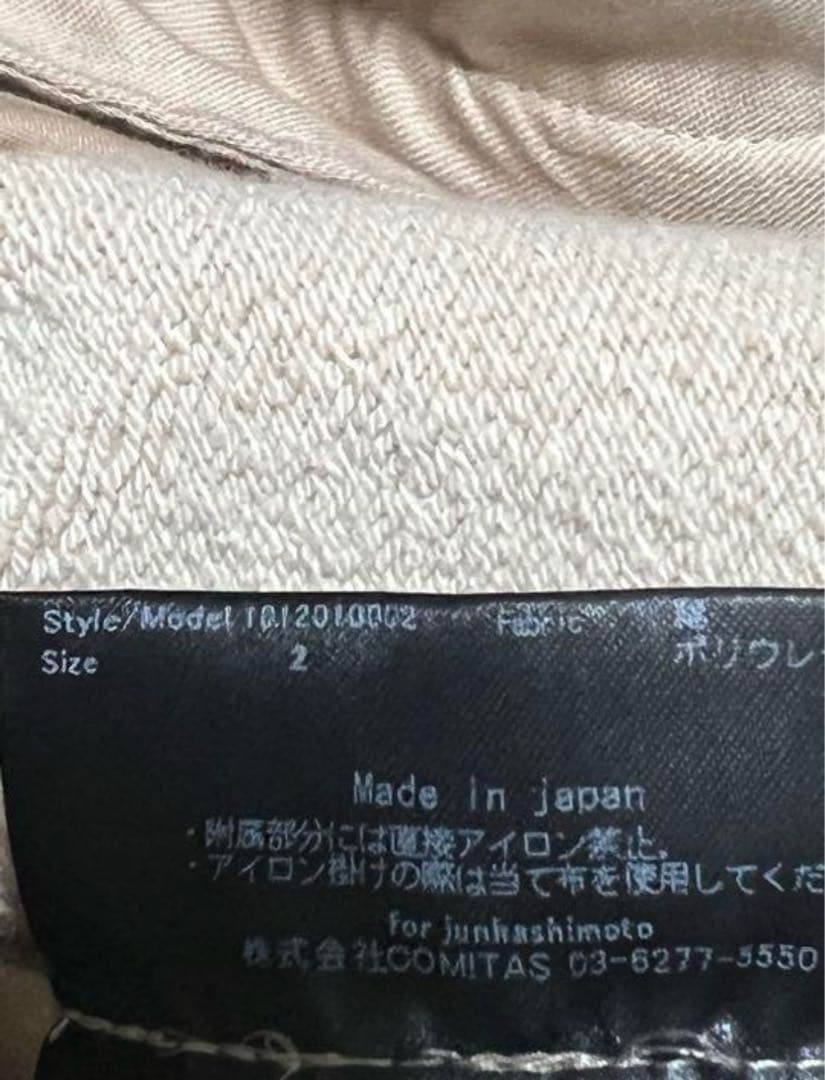 Style/Model 1012010002 Fabric 綿
Size 2 ポリウレ
Made in japan
・附属部分には直接アイロン禁止。
・アイロン掛けの際は当て布を使用してくだ
for junhashimoto
株式会社COMITAS 03-6277-5550